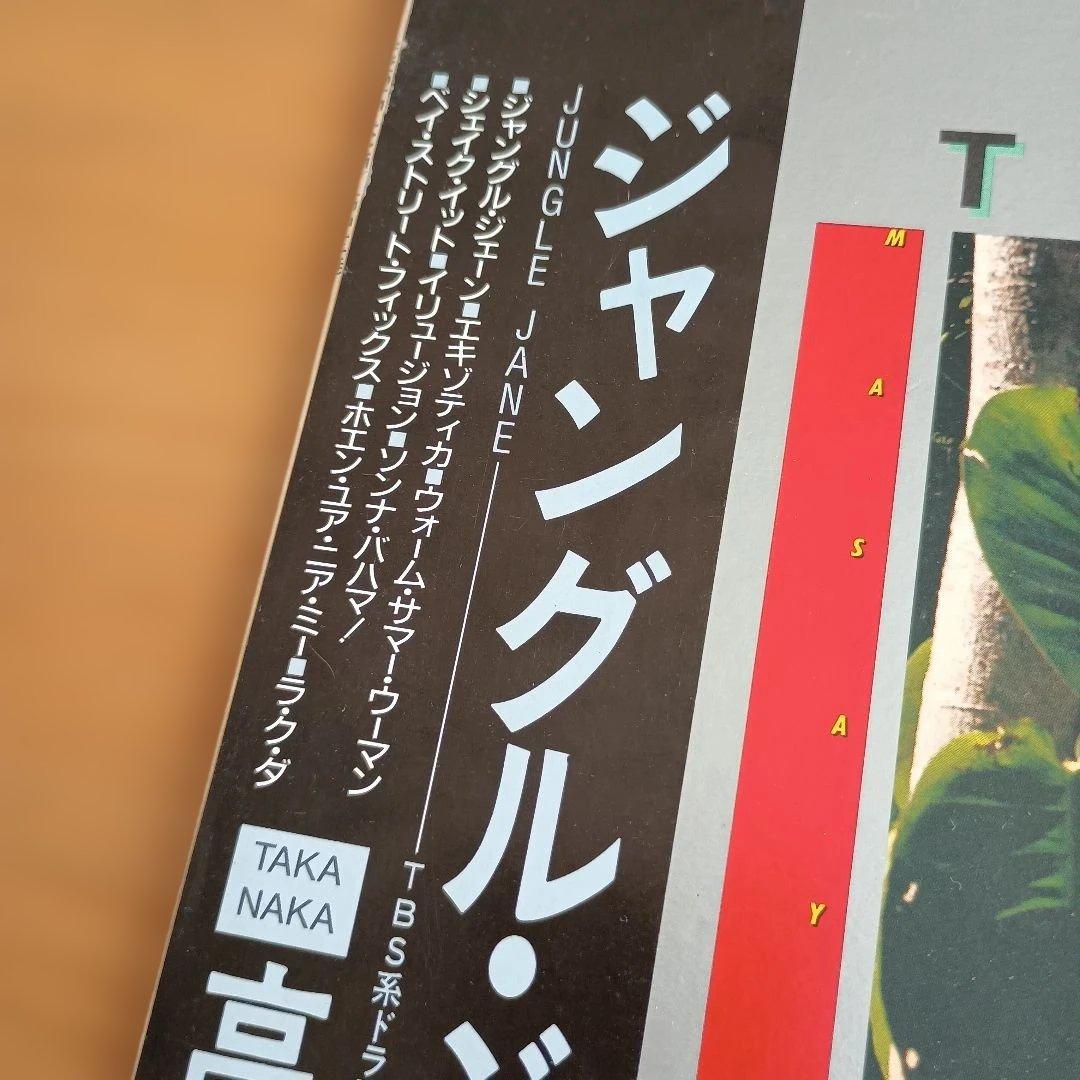 ジャングル・ジ
JUNGLE JANE
TBS系ドラ
■ジャングル・ジェーン■エキゾティカ■ウォーム・サマー・ウーマン
■シェイク・イット■イリュージョン■ソンナ・バハマ！
■ベイ・ストリート・フィックス■ホエン・ユア・ニア・ミー■ラ・ク・ダ
TAKA
NAKA
高
T
MASAY